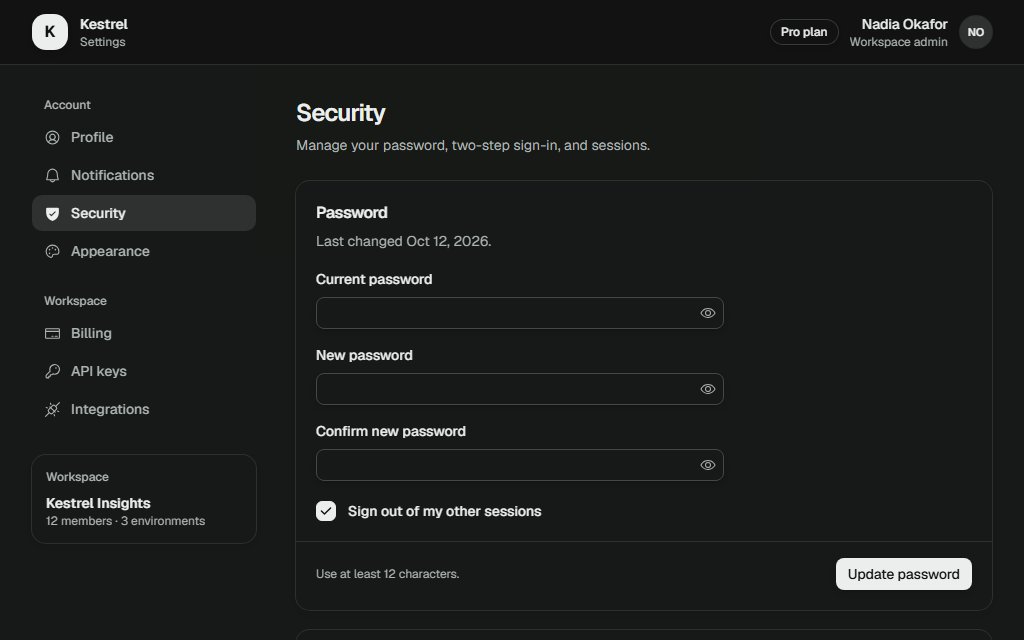 K
Kestrel
Settings
Pro plan
Nadia Okafor
Workspace admin
NO
Account
Profile
Notifications
Security
Appearance
Workspace
Billing
API keys
Integrations
Workspace
Kestrel Insights
12 members · 3 environments
Security
Manage your password, two-step sign-in, and sessions.
Password
Last changed Oct 12, 2026.
Current password
New password
Confirm new password
Sign out of my other sessions
Use at least 12 characters.
Update password